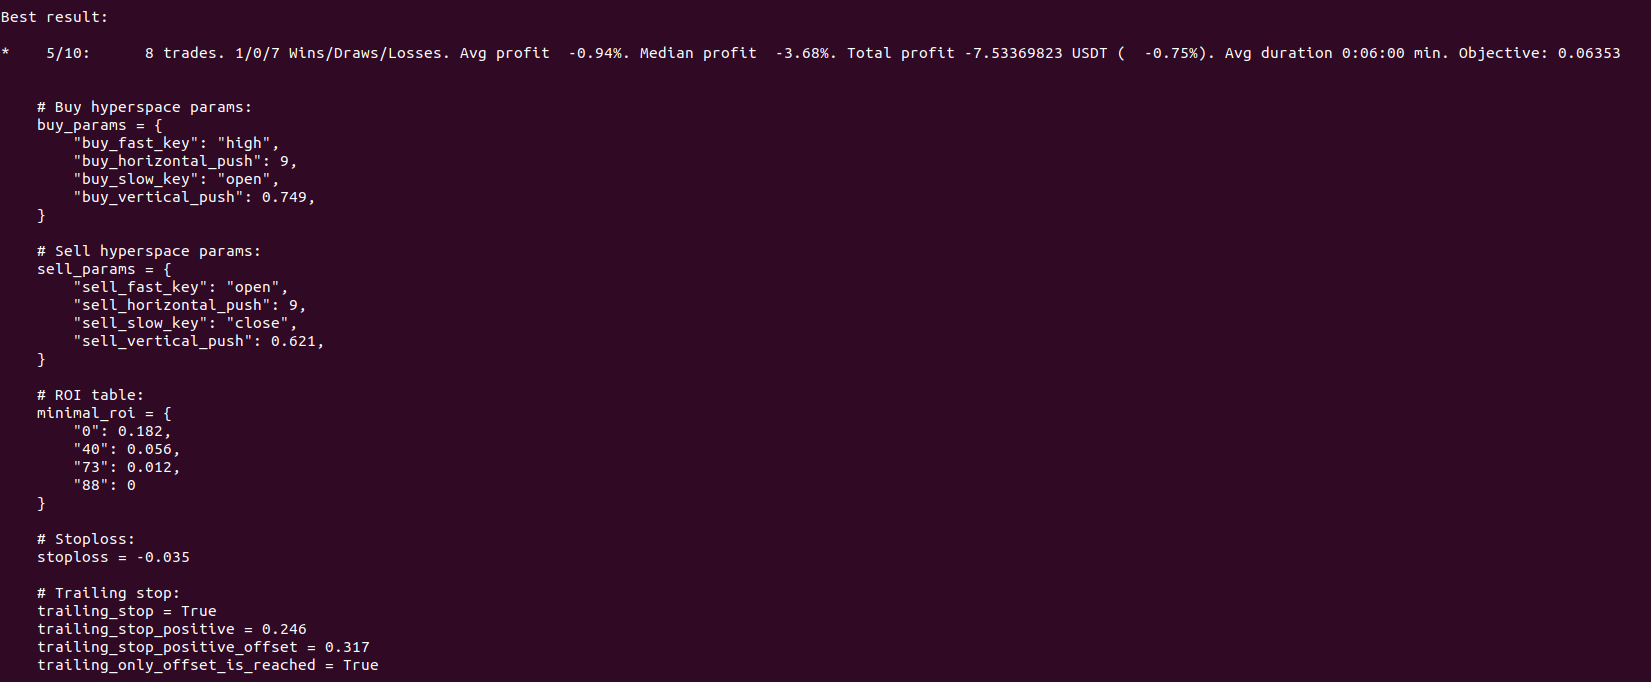 Best result:
*    5/10:      8 trades. 1/0/7 Wins/Draws/Losses. Avg profit  -0.94%. Median profit  -3.68%. Total profit -7.53369823 USDT (  -0.75%). Avg duration 0:06:00 min. Objective: 0.06353
# Buy hyperspace params:
buy_params = {
"buy_fast_key": "high",
"buy_horizontal_push": 9,
"buy_slow_key": "open",
"buy_vertical_push": 0.749,
}
# Sell hyperspace params:
sell_params = {
"sell_fast_key": "open",
"sell_horizontal_push": 9,
"sell_slow_key": "close",
"sell_vertical_push": 0.621,
}
# ROI table:
minimal_roi = {
"0": 0.182,
"40": 0.056,
"73": 0.012,
"88": 0
}
# Stoploss:
stoploss = -0.035
# Trailing stop:
trailing_stop = True
trailing_stop_positive = 0.246
trailing_stop_positive_offset = 0.317
trailing_only_offset_is_reached = True